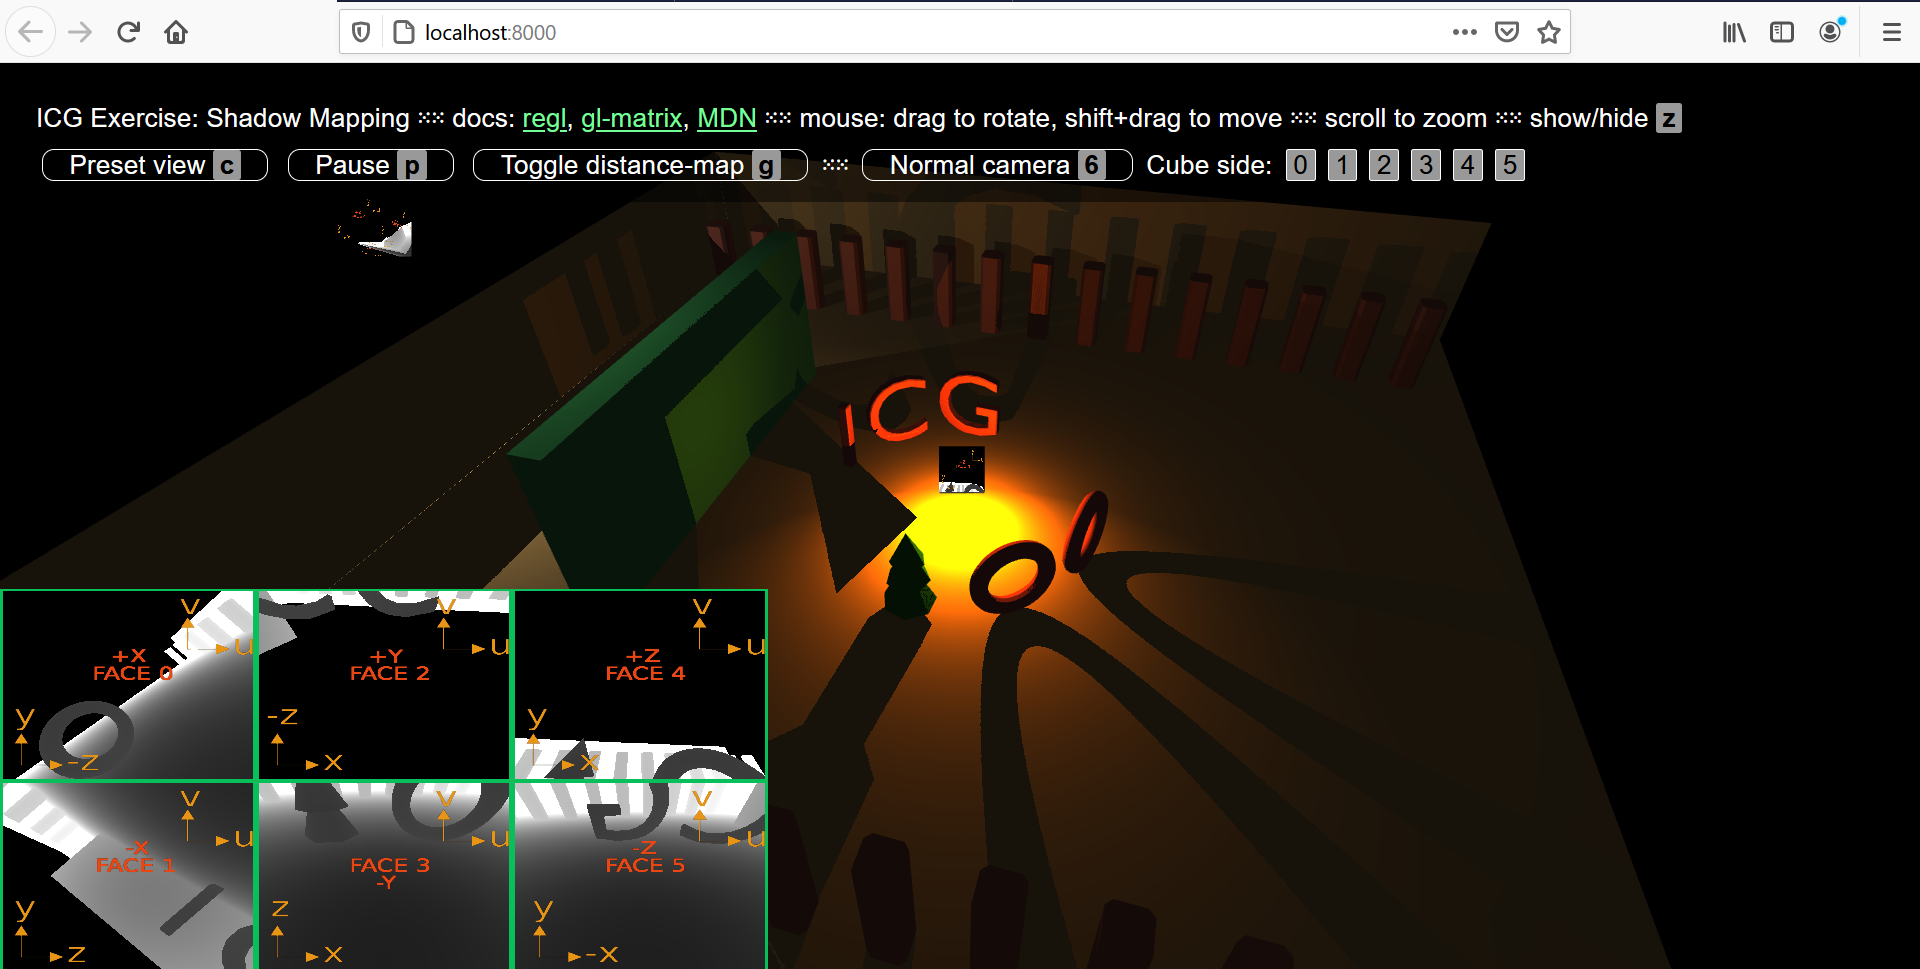 localhost:8000
ICG Exercise: Shadow Mapping ⁙⁙ docs: regl, gl-matrix, MDN ⁙⁙ mouse: drag to rotate, shift+drag to move ⁙⁙ scroll to zoom ⁙⁙ show/hide z
Preset view c Pause p Toggle distance-map g ⁙⁙ Normal camera 6 Cube side: 0 1 2 3 4 5
ICG
v
u
+X
FACE 0
y
-z
v
u
+Y
FACE 2
-z
x
v
u
+Z
FACE 4
y
x
v
u
-X
FACE 1
y
z
v
u
FACE 3
-Y
z
x
v
u
-Z
FACE 5
y
-x